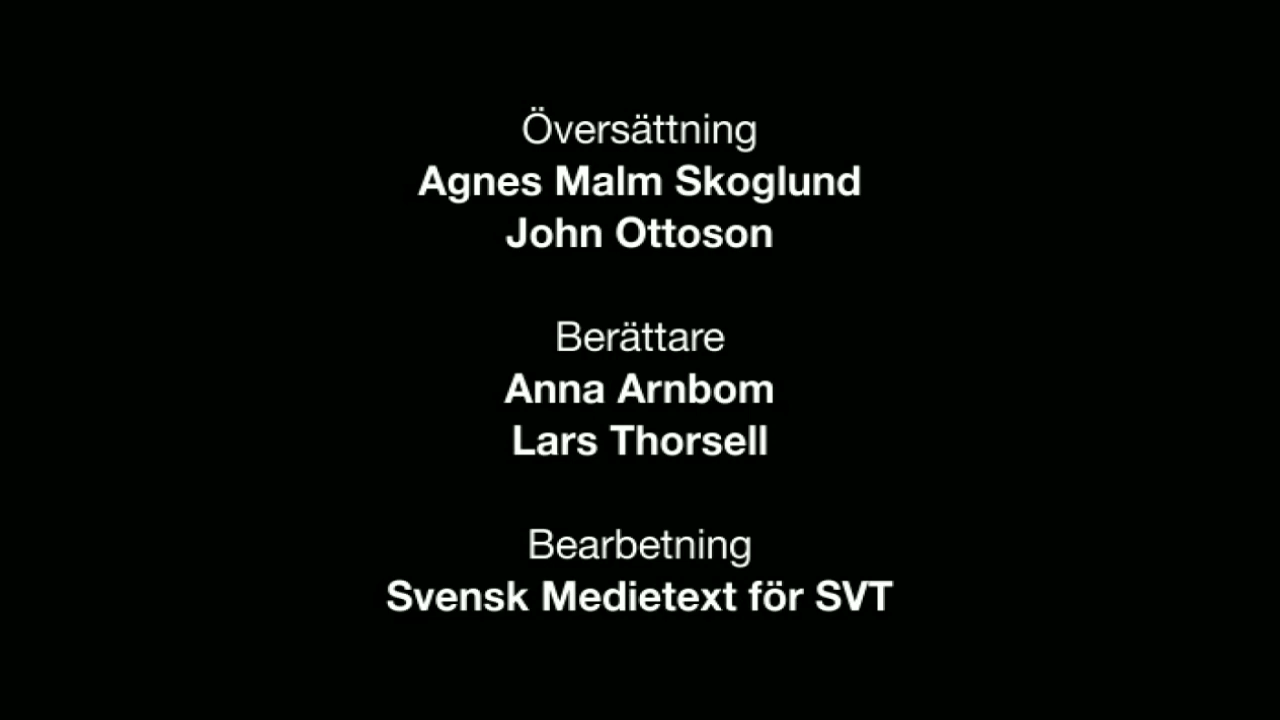 Översättning
Agnes Malm Skoglund
John Ottoson
Berättare
Anna Arnbom
Lars Thorsell
Bearbetning
Svensk Medietext för SVT